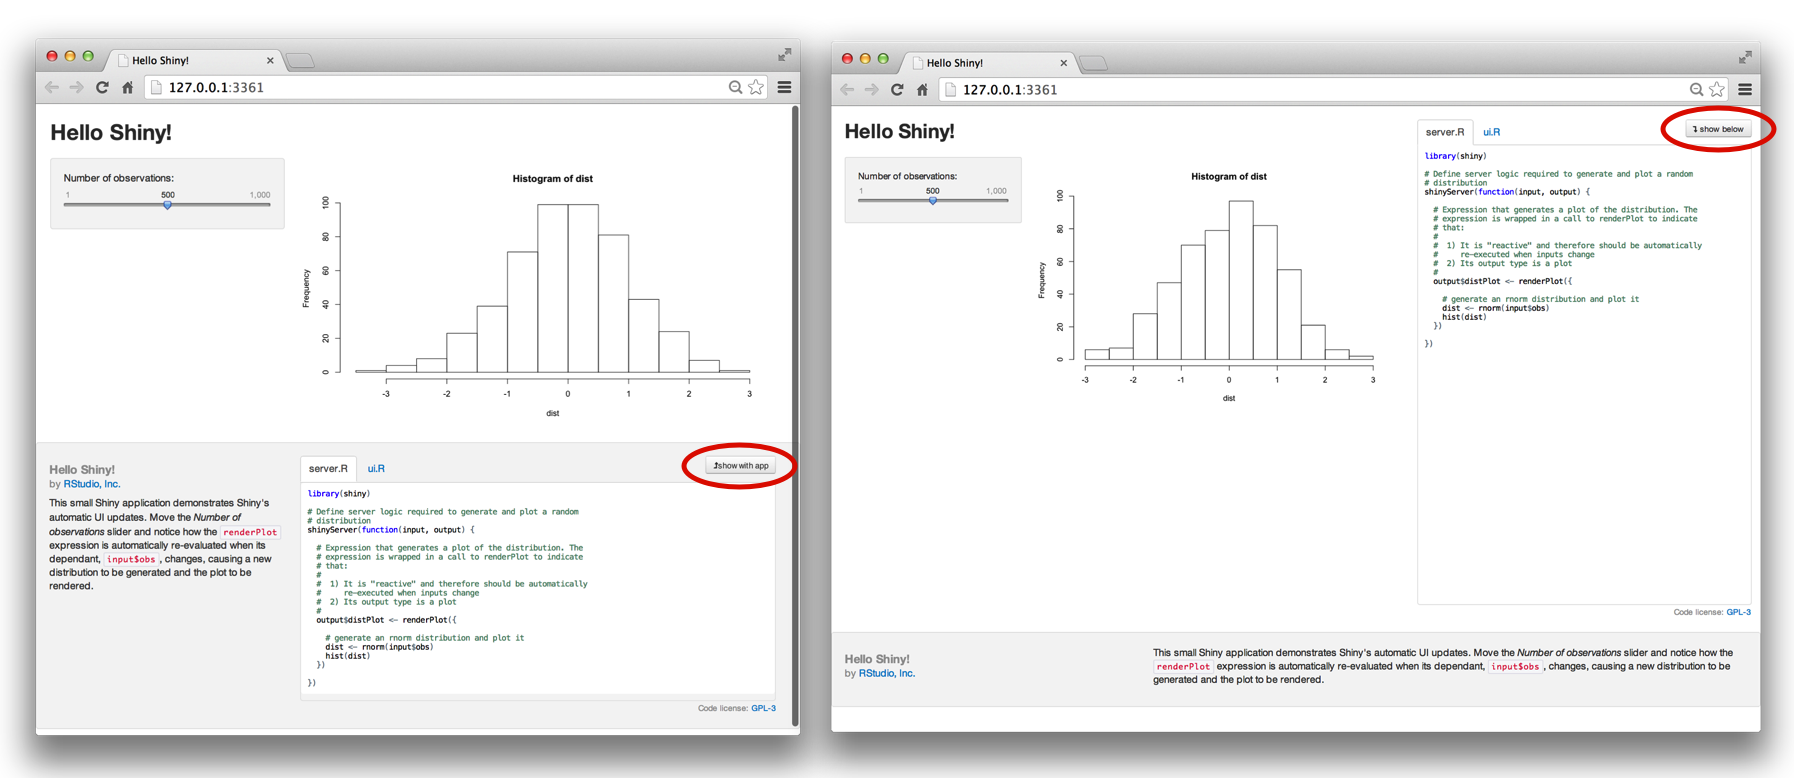 Hello Shiny!
127.0.0.1:3361
Hello Shiny!
Number of observations:
1 500 1,000
Histogram of dist
Frequency
0 20 40 60 80 100
-3 -2 -1 0 1 2 3
dist
Hello Shiny!
by RStudio, Inc.
This small Shiny application demonstrates Shiny's
automatic UI updates. Move the Number of
observations slider and notice how the renderPlot
expression is automatically re-evaluated when its
dependant, input$obs, changes, causing a new
distribution to be generated and the plot to be
rendered.
server.R ui.R
show with app
library(shiny)
# Define server logic required to generate and plot a random
# distribution
shinyServer(function(input, output) {
# Expression that generates a plot of the distribution. The
# expression is wrapped in a call to renderPlot to indicate
# that:
#
#  1) It is "reactive" and therefore should be automatically
#     re-executed when inputs change
#  2) Its output type is a plot
#
output$distPlot <- renderPlot({
# generate an rnorm distribution and plot it
dist <- rnorm(input$obs)
hist(dist)
})
})
Code license: GPL-3
Hello Shiny!
127.0.0.1:3361
Hello Shiny!
Number of observations:
1 500 1,000
Histogram of dist
Frequency
0 20 40 60 80 100
-3 -2 -1 0 1 2 3
dist
server.R ui.R
show below
library(shiny)
# Define server logic required to generate and plot a random
# distribution
shinyServer(function(input, output) {
# Expression that generates a plot of the distribution. The
# expression is wrapped in a call to renderPlot to indicate
# that:
#
#  1) It is "reactive" and therefore should be automatically
#     re-executed when inputs change
#  2) Its output type is a plot
#
output$distPlot <- renderPlot({
# generate an rnorm distribution and plot it
dist <- rnorm(input$obs)
hist(dist)
})
})
Code license: GPL-3
Hello Shiny!
by RStudio, Inc.
This small Shiny application demonstrates Shiny's automatic UI updates. Move the Number of observations slider and notice how the
renderPlot expression is automatically re-evaluated when its dependant, input$obs, changes, causing a new distribution to be
generated and the plot to be rendered.